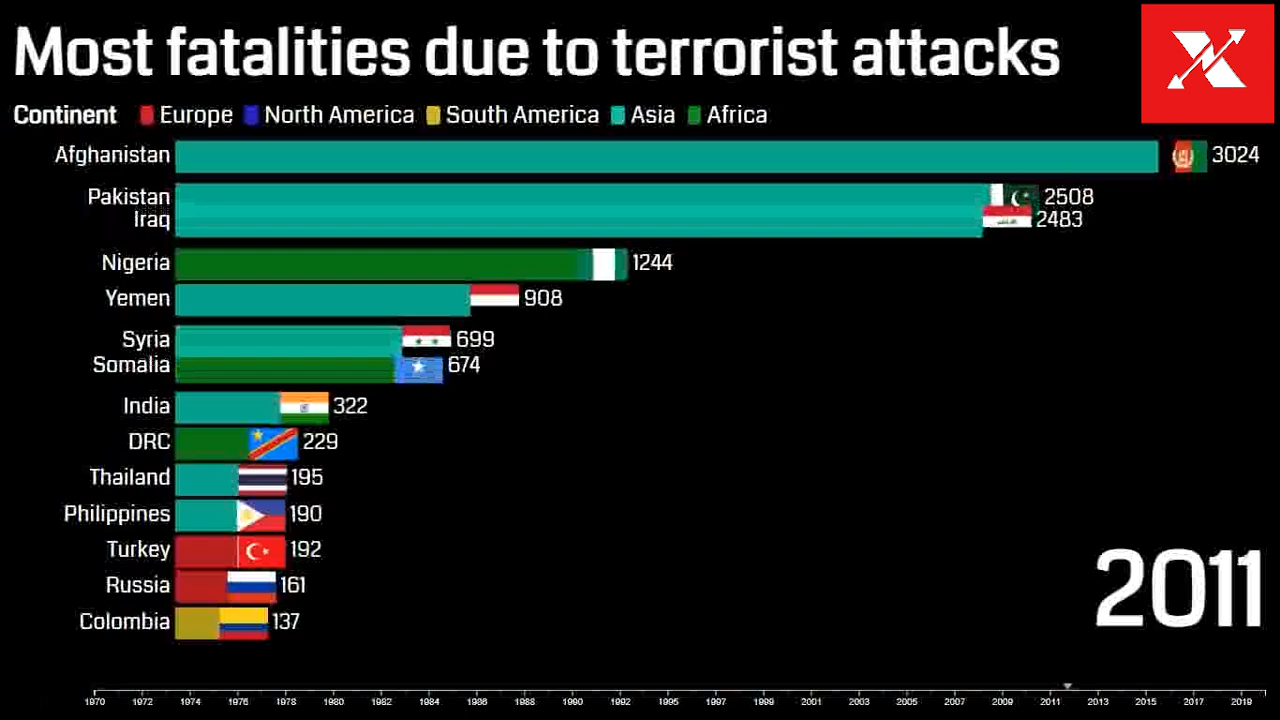 Most fatalities due to terrorist attacks
Continent Europe North America South America Asia Africa
Afghanistan 3024
Pakistan 2508
Iraq 2483
Nigeria 1244
Yemen 908
Syria 699
Somalia 674
India 322
DRC 229
Thailand 195
Philippines 190
Turkey 192
Russia 161
Colombia 137
2011
1970 1972 1974 1976 1978 1980 1982 1984 1986 1988 1990 1992 1995 1997 1999 2001 2003 2005 2007 2009 2011 2013 2015 2017 2019